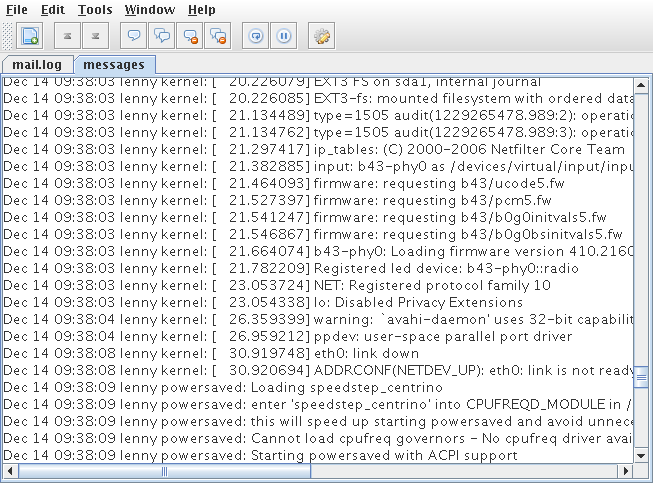 File Edit Tools Window Help
mail.log messages
Dec 14 09:38:03 lenny kernel: [ 20.226079] EXT3 FS on sda1, internal journal
Dec 14 09:38:03 lenny kernel: [ 20.226085] EXT3-fs: mounted filesystem with ordered data
Dec 14 09:38:03 lenny kernel: [ 21.134489] type=1505 audit(1229265478.989:2): operatio
Dec 14 09:38:03 lenny kernel: [ 21.134762] type=1505 audit(1229265478.989:3): operatio
Dec 14 09:38:03 lenny kernel: [ 21.297417] ip_tables: (C) 2000-2006 Netfilter Core Team
Dec 14 09:38:03 lenny kernel: [ 21.382885] input: b43-phy0 as /devices/virtual/input/inpu
Dec 14 09:38:03 lenny kernel: [ 21.464093] firmware: requesting b43/ucode5.fw
Dec 14 09:38:03 lenny kernel: [ 21.527397] firmware: requesting b43/pcm5.fw
Dec 14 09:38:03 lenny kernel: [ 21.541247] firmware: requesting b43/b0g0initvals5.fw
Dec 14 09:38:03 lenny kernel: [ 21.546867] firmware: requesting b43/b0g0bsinitvals5.fw
Dec 14 09:38:03 lenny kernel: [ 21.664074] b43-phy0: Loading firmware version 410.2160
Dec 14 09:38:03 lenny kernel: [ 21.782209] Registered led device: b43-phy0::radio
Dec 14 09:38:03 lenny kernel: [ 23.053724] NET: Registered protocol family 10
Dec 14 09:38:03 lenny kernel: [ 23.054338] lo: Disabled Privacy Extensions
Dec 14 09:38:04 lenny kernel: [ 26.359399] warning: `avahi-daemon' uses 32-bit capabilit
Dec 14 09:38:04 lenny kernel: [ 26.959212] ppdev: user-space parallel port driver
Dec 14 09:38:08 lenny kernel: [ 30.919748] eth0: link down
Dec 14 09:38:08 lenny kernel: [ 30.920694] ADDRCONF(NETDEV_UP): eth0: link is not ready
Dec 14 09:38:09 lenny powersaved: Loading speedstep_centrino
Dec 14 09:38:09 lenny powersaved: enter 'speedstep_centrino' into CPUFREQD_MODULE in /
Dec 14 09:38:09 lenny powersaved: this will speed up starting powersaved and avoid unnece
Dec 14 09:38:09 lenny powersaved: Cannot load cpufreq governors - No cpufreq driver avai
Dec 14 09:38:09 lenny powersaved: Starting powersaved with ACPI support